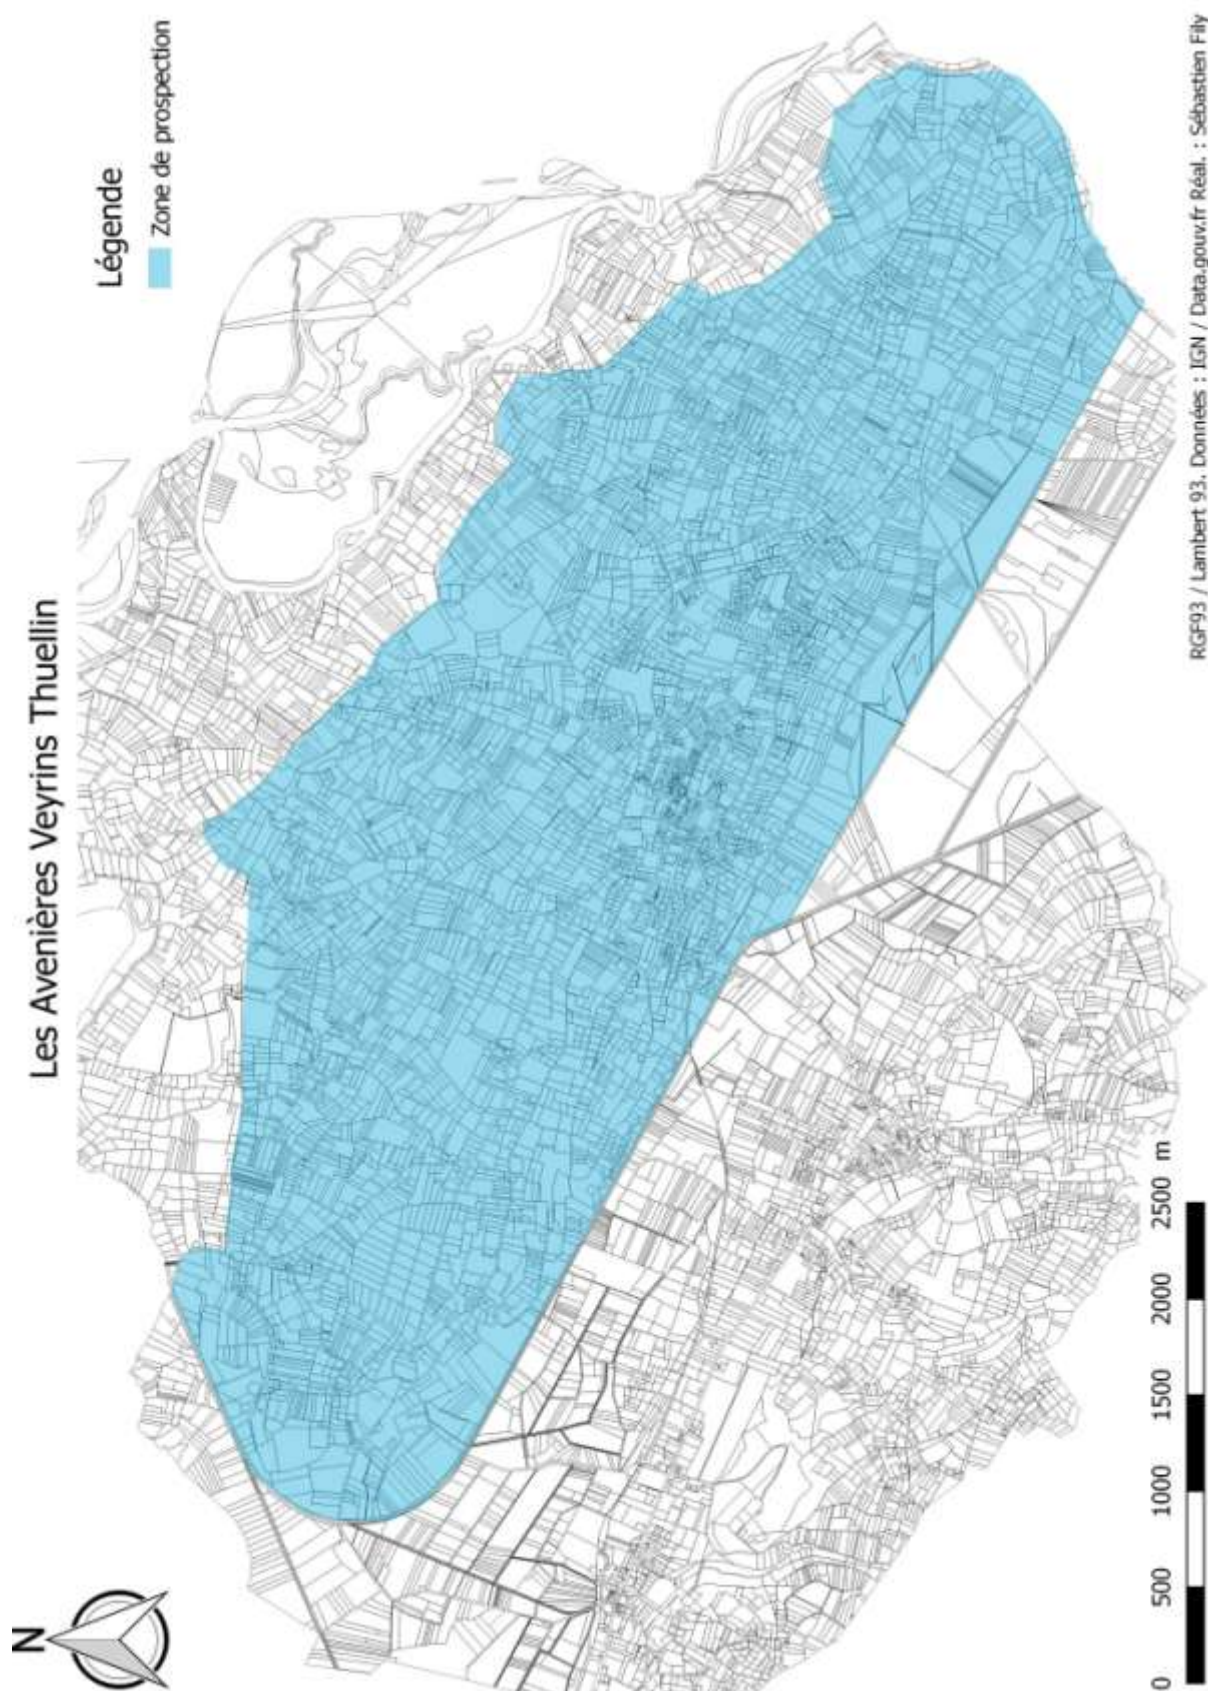 Les Avenières Veyrins Thuellin
Légende
Zone de prospection
N
0 500 1000 1500 2000 2500 m
RGF93 / Lambert 93. Données : IGN / Data.gouv.fr Réal. : Sébastien Fily